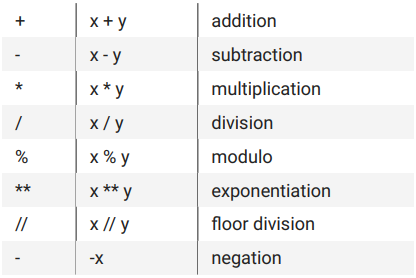 + x + y addition
- x - y subtraction
* x * y multiplication
/ x / y division
% x % y modulo
** x ** y exponentiation
// x // y floor division
- -x negation